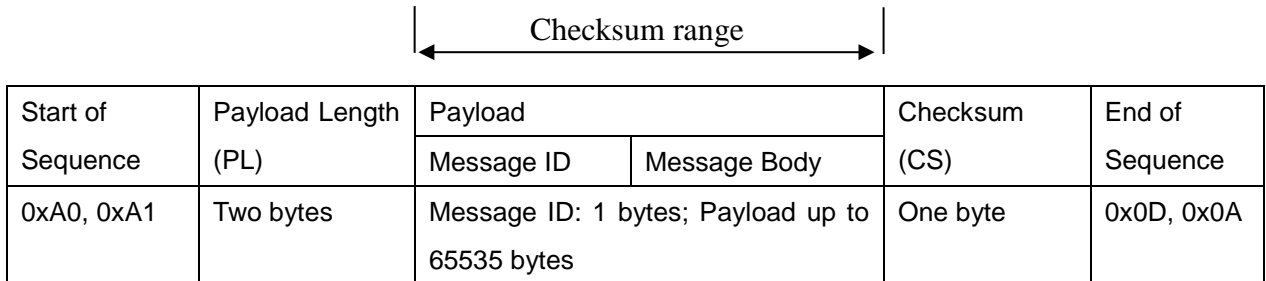 Checksum range
Start of Sequence
Payload Length (PL)
Payload
Message ID
Message Body
Checksum (CS)
End of Sequence
0xA0, 0xA1
Two bytes
Message ID: 1 bytes; Payload up to
65535 bytes
One byte
0x0D, 0x0A